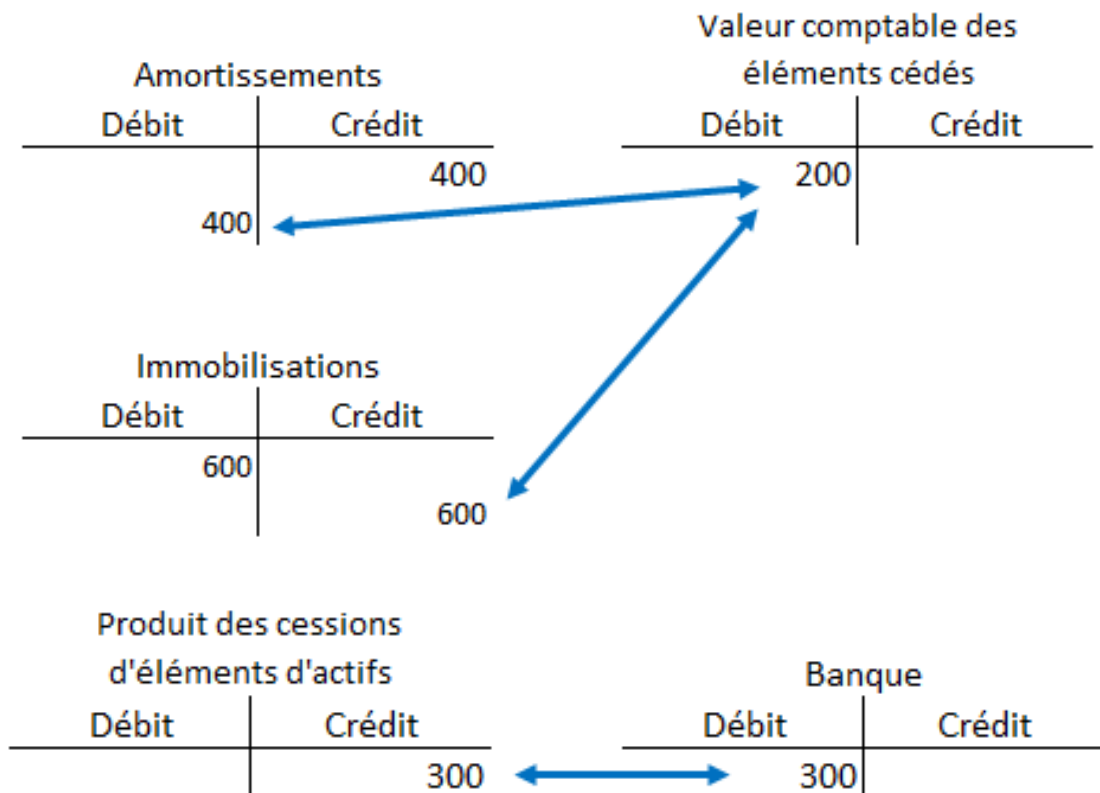 Amortissements
Débit Crédit
400
400
Valeur comptable des
éléments cédés
Débit Crédit
200
Immobilisations
Débit Crédit
600
600
Produit des cessions
d'éléments d'actifs
Débit Crédit
300
Banque
Débit Crédit
300